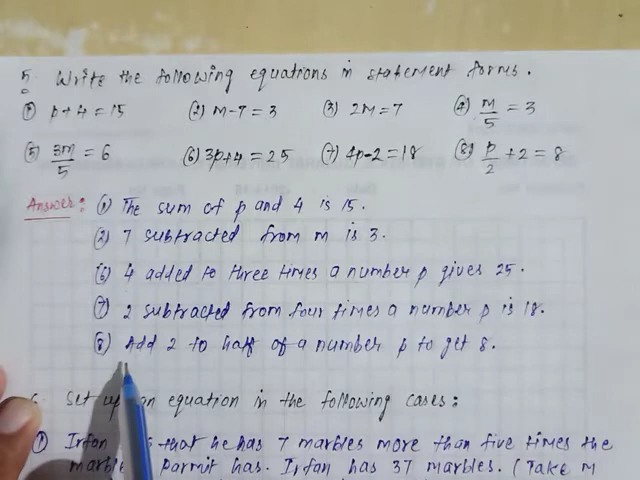 5. Write the following equations in statement forms.
(1) p+4=15 (2) m-7=3 (3) 2m=7 (4) m/5 = 3
(5) 3m/5 = 6 (6) 3p+4=25 (7) 4p-2=18 (8) p/2 +2=8
Answer: (1) The sum of p and 4 is 15.
(2) 7 subtracted from m is 3.
(6) 4 added to three times a number p gives 25.
(7) 2 subtracted from four times a number p is 18.
(8) Add 2 to half of a number p to get 8.
6. Set up an equation in the following cases:
(1) Irfan that he has 7 marbles more than five times the
Parmit has. Irfan has 37 marbles. (Take m